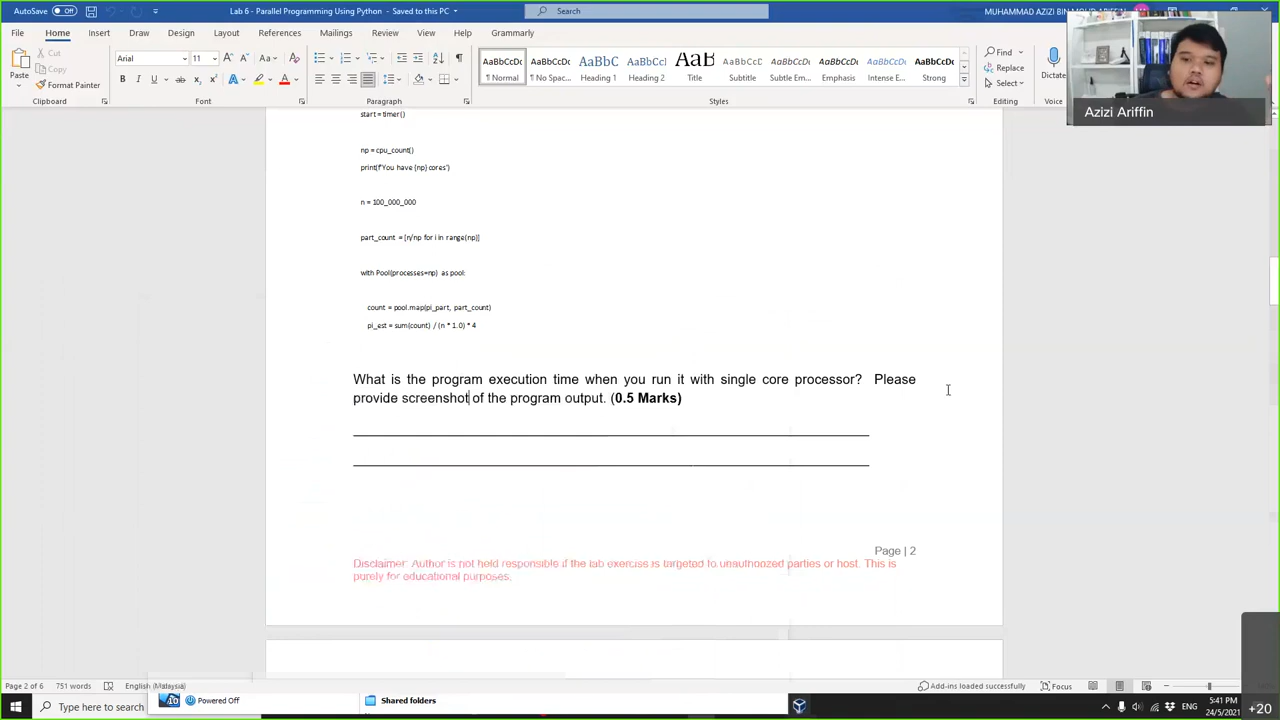 AutoSave Off
Lab 6 - Parallel Programming Using Python - Saved to this PC
Search
MUHAMMAD AZIZI BIN MOHD ARIFFIN
File Home Insert Draw Design Layout References Mailings Review View Help Grammarly
Paste
Cut
Copy
Format Painter
Clipboard
Arial 11
Font
Paragraph
AaBbCcDc AaBbCcDc AaBbC AaBbCcI AaB AaBbCcD AaBbCcDi AaBbCcDi AaBbCcDi AaBbCcDc
¶ Normal ¶ No Spac... Heading 1 Heading 2 Title Subtitle Subtle Em... Emphasis Intense E... Strong
Styles
Find
Replace
Select
Editing
Dictate
Voice
Azizi Ariffin
start = timer()
np = cpu_count()
print(f'You have {np} cores')
n = 100_000_000
part_count = [n/np for i in range(np)]
with Pool(processes=np) as pool:
count = pool.map(pi_part, part_count)
pi_est = sum(count) / (n * 1.0) * 4
What is the program execution time when you run it with single core processor? Please
provide screenshot of the program output. (0.5 Marks)
Page | 2
Disclaimer: Author is not held responsible if the lab exercise is targeted to unauthorized parties or host. This is
purely for educational purposes.
Page 2 of 6 751 words English (Malaysia)
Add-ins loaded successfully Focus
Type here to search
Powered Off
Shared folders
ENG
5:41 PM
24/5/2021
+20